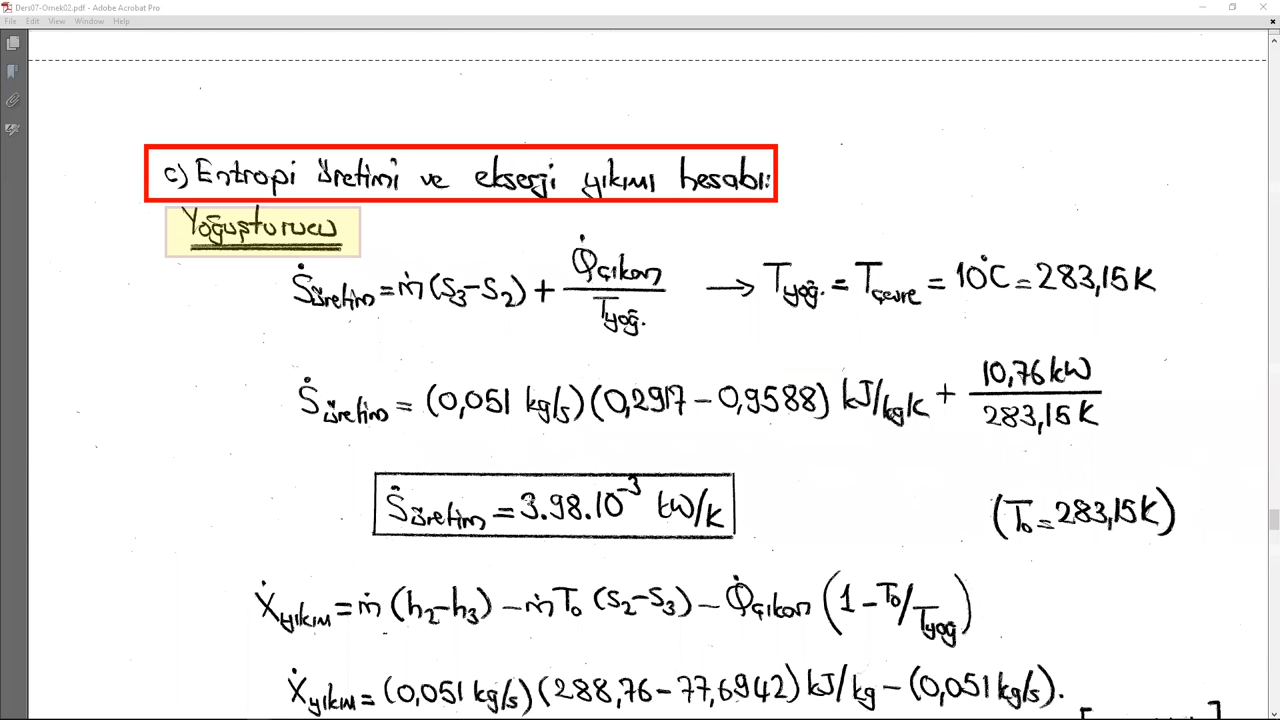 Ders07-Ornek02.pdf - Adobe Acrobat Pro
File Edit View Window Help
c) Entropi üretimi ve ekserji yıkımı hesabı:
Yoğuşturucu
Ṡüretim = ṁ(s3-s2) + Q̇çıkan/Tyoğ. → Tyoğ. = Tçevre = 10°C = 283,15K
Ṡüretim = (0,051 kg/s)(0,2917 - 0,9588) kJ/kgK + 10,76 kW/283,15 K
Ṡüretim = 3.98.10⁻³ kW/K (T0 = 283,15K)
Ẋyıkım = ṁ (h2-h3) - ṁT0 (s2-s3) - Q̇çıkan (1 - T0/Tyoğ)
Ẋyıkım = (0,051 kg/s)(288,76 - 77,6942) kJ/kg - (0,051 kg/s).